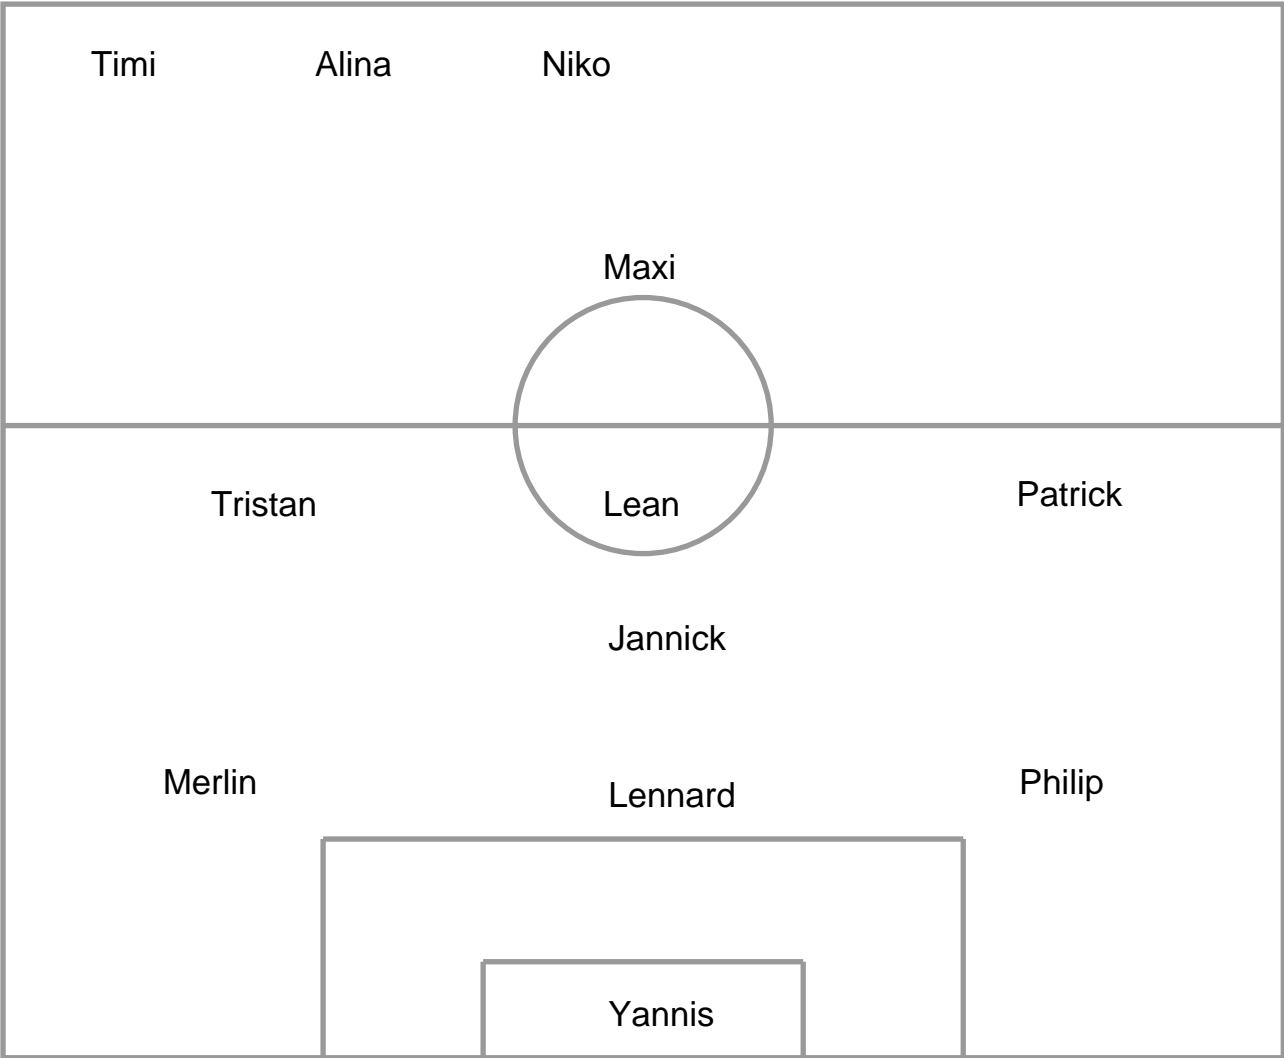 Timi Alina Niko
Maxi
Tristan Lean Patrick
Jannick
Merlin Lennard Philip
Yannis